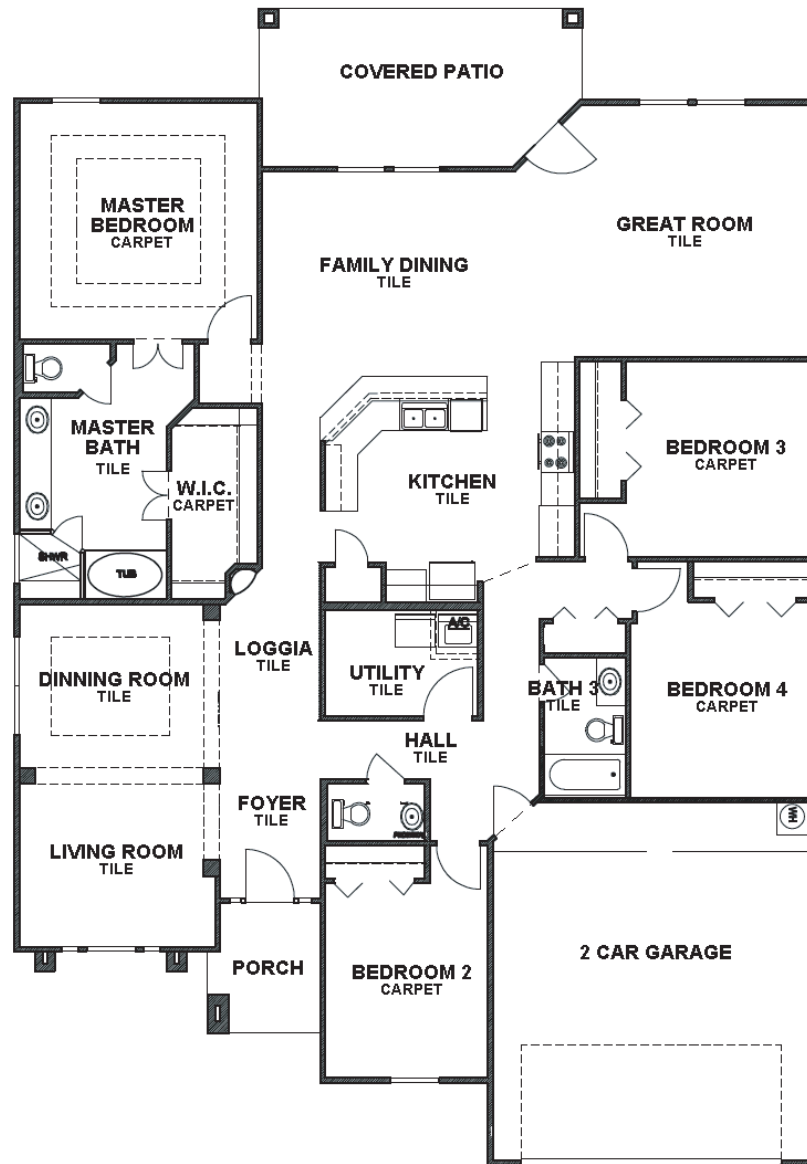 COVERED PATIO
MASTER
BEDROOM
CARPET
GREAT ROOM
TILE
FAMILY DINING
TILE
MASTER
BATH
TILE
BEDROOM 3
CARPET
KITCHEN
TILE
W.I.C.
CARPET
SHWR
TUB
A/C
LOGGIA
TILE
UTILITY
TILE
DINNING ROOM
TILE
BATH 3
TILE
BEDROOM 4
CARPET
HALL
TILE
FOYER
TILE
WH
LIVING ROOM
TILE
2 CAR GARAGE
PORCH
BEDROOM 2
CARPET